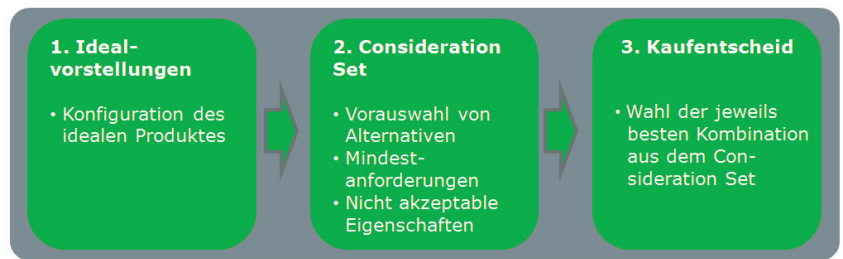 1. Ideal-
vorstellungen
• Konfiguration des
idealen Produktes
2. Consideration
Set
• Vorauswahl von
Alternativen
• Mindest-
anforderungen
• Nicht akzeptable
Eigenschaften
3. Kaufentscheid
• Wahl der jeweils
besten Kombination
aus dem Con-
sideration Set